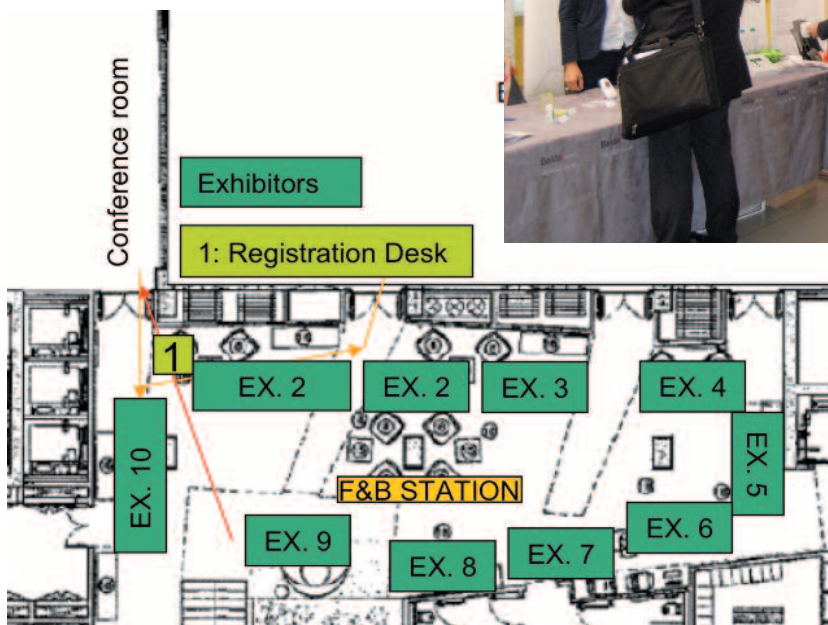 Conference room
Exhibitors
1: Registration Desk
1
EX. 2
EX. 2
EX. 3
EX. 4
EX. 10
EX. 5
F&B STATION
EX. 6
EX. 9
EX. 7
EX. 8